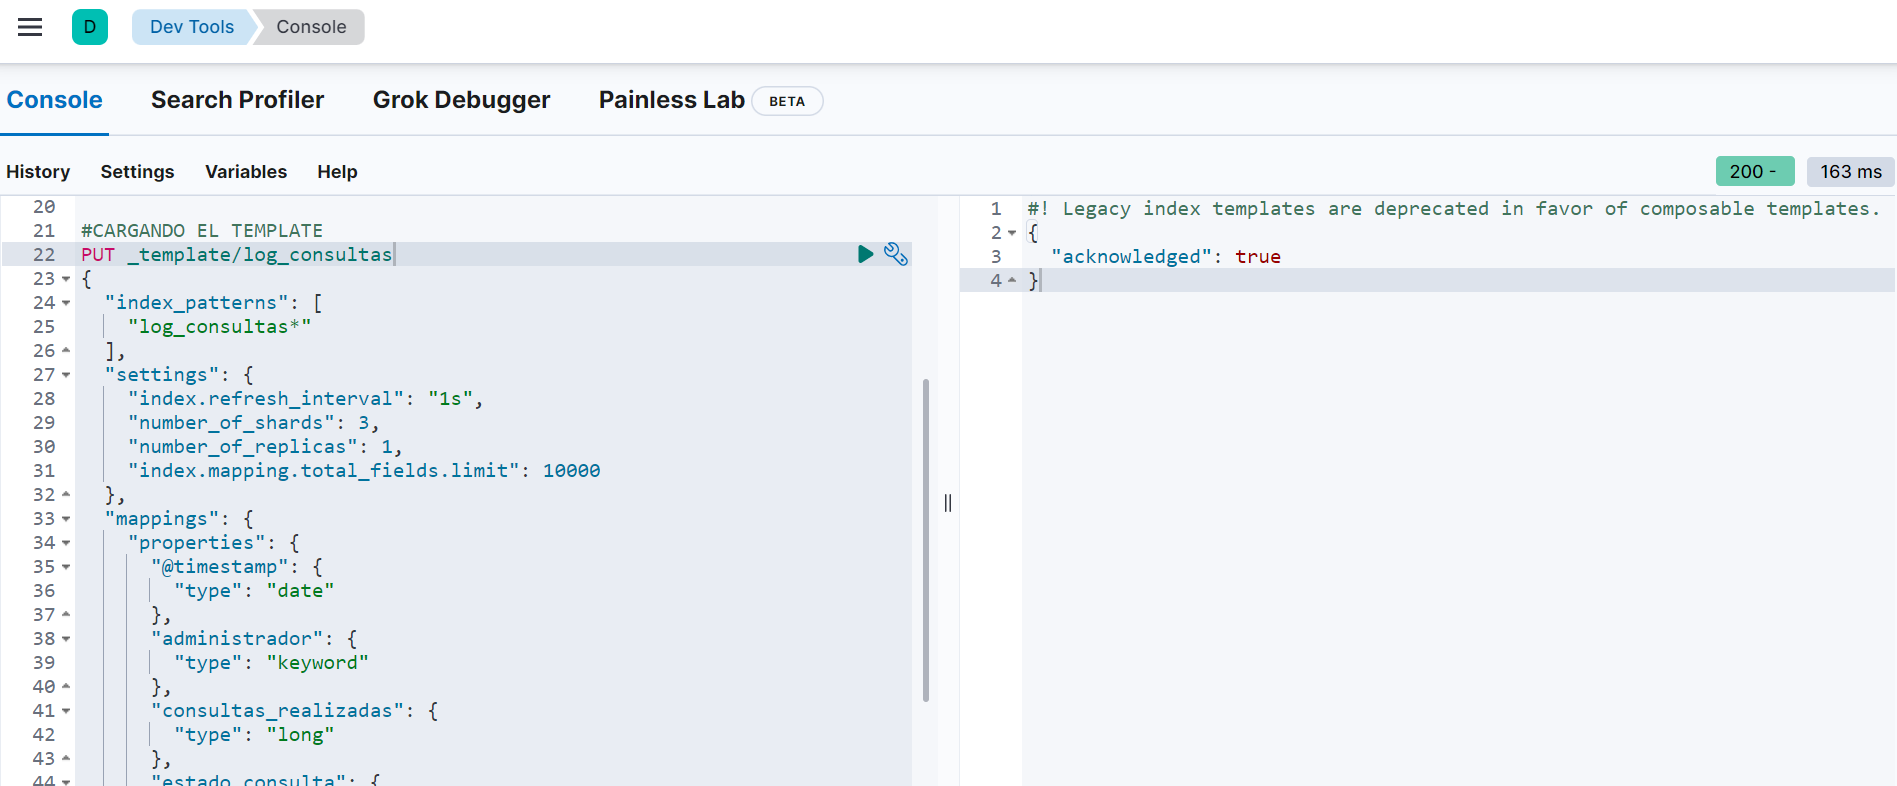 D Dev Tools Console
Console Search Profiler Grok Debugger Painless Lab BETA
History Settings Variables Help 200 - 163 ms
20
21 #CARGANDO EL TEMPLATE
22 PUT _template/log_consultas
23 {
24 "index_patterns": [
25 "log_consultas*"
26 ],
27 "settings": {
28 "index.refresh_interval": "1s",
29 "number_of_shards": 3,
30 "number_of_replicas": 1,
31 "index.mapping.total_fields.limit": 10000
32 },
33 "mappings": {
34 "properties": {
35 "@timestamp": {
36 "type": "date"
37 },
38 "administrador": {
39 "type": "keyword"
40 },
41 "consultas_realizadas": {
42 "type": "long"
43 },
44 "estado_consulta": {
1 #! Legacy index templates are deprecated in favor of composable templates.
2 {
3 "acknowledged": true
4 }